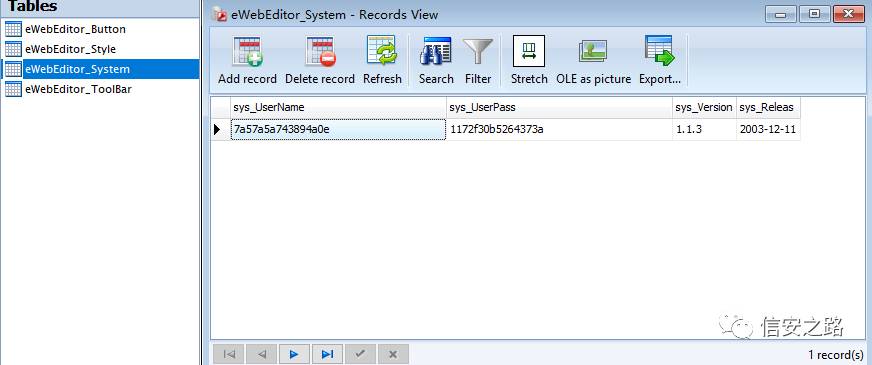 Tables
eWebEditor_Button
eWebEditor_Style
eWebEditor_System
eWebEditor_ToolBar
eWebEditor_System - Records View
Add record Delete record Refresh Search Filter Stretch OLE as picture Export...
sys_UserName sys_UserPass sys_Version sys_Releas
7a57a5a743894a0e 1172f30b5264373a 1.1.3 2003-12-11
信安之路
1 record(s)